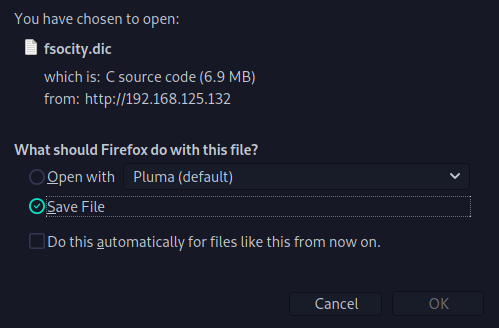 You have chosen to open:
fsocity.dic
which is: C source code (6.9 MB)
from: http://192.168.125.132
What should Firefox do with this file?
Open with Pluma (default)
Save File
Do this automatically for files like this from now on.
Cancel OK